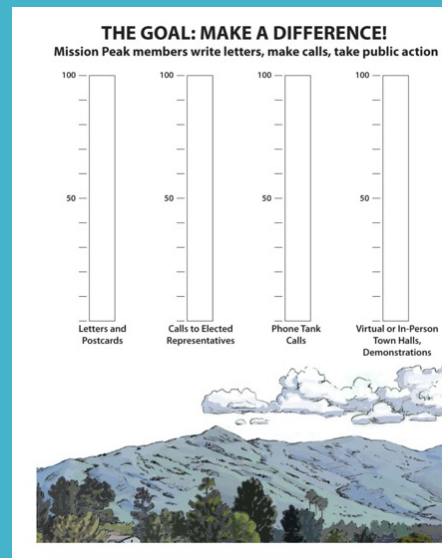 THE GOAL: MAKE A DIFFERENCE!
Mission Peak members write letters, make calls, take public action
100
50
Letters and
Postcards
100
50
Calls to Elected
Representatives
100
50
Phone Tank
Calls
100
50
Virtual or In-Person
Town Halls,
Demonstrations